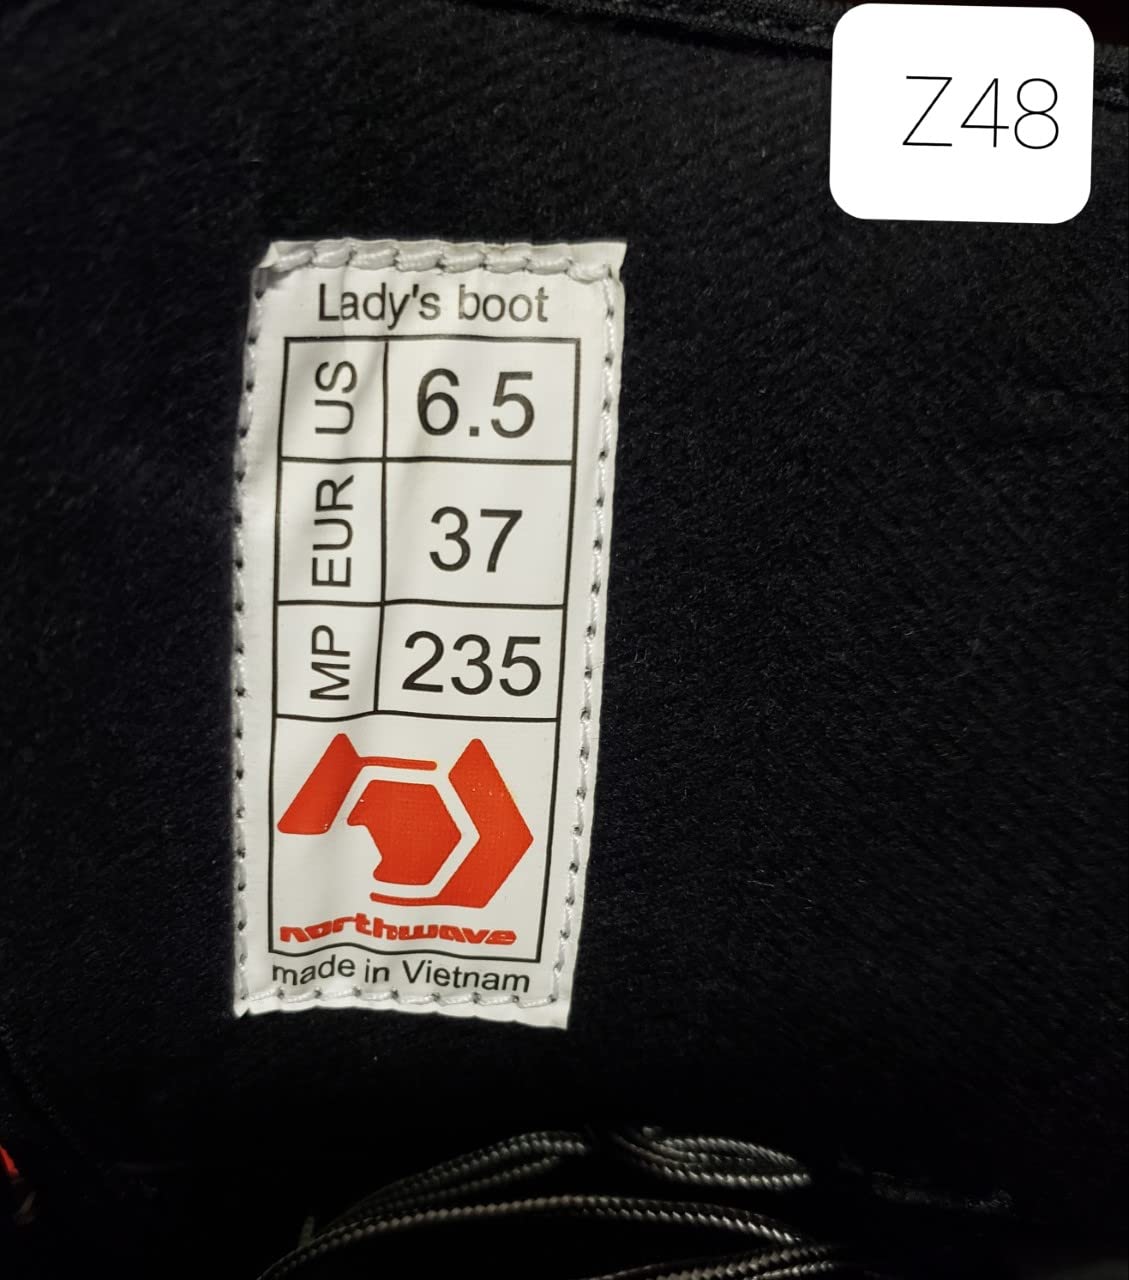 Z48
Lady's boot
US 6.5
EUR 37
MP 235
northwave
made in Vietnam